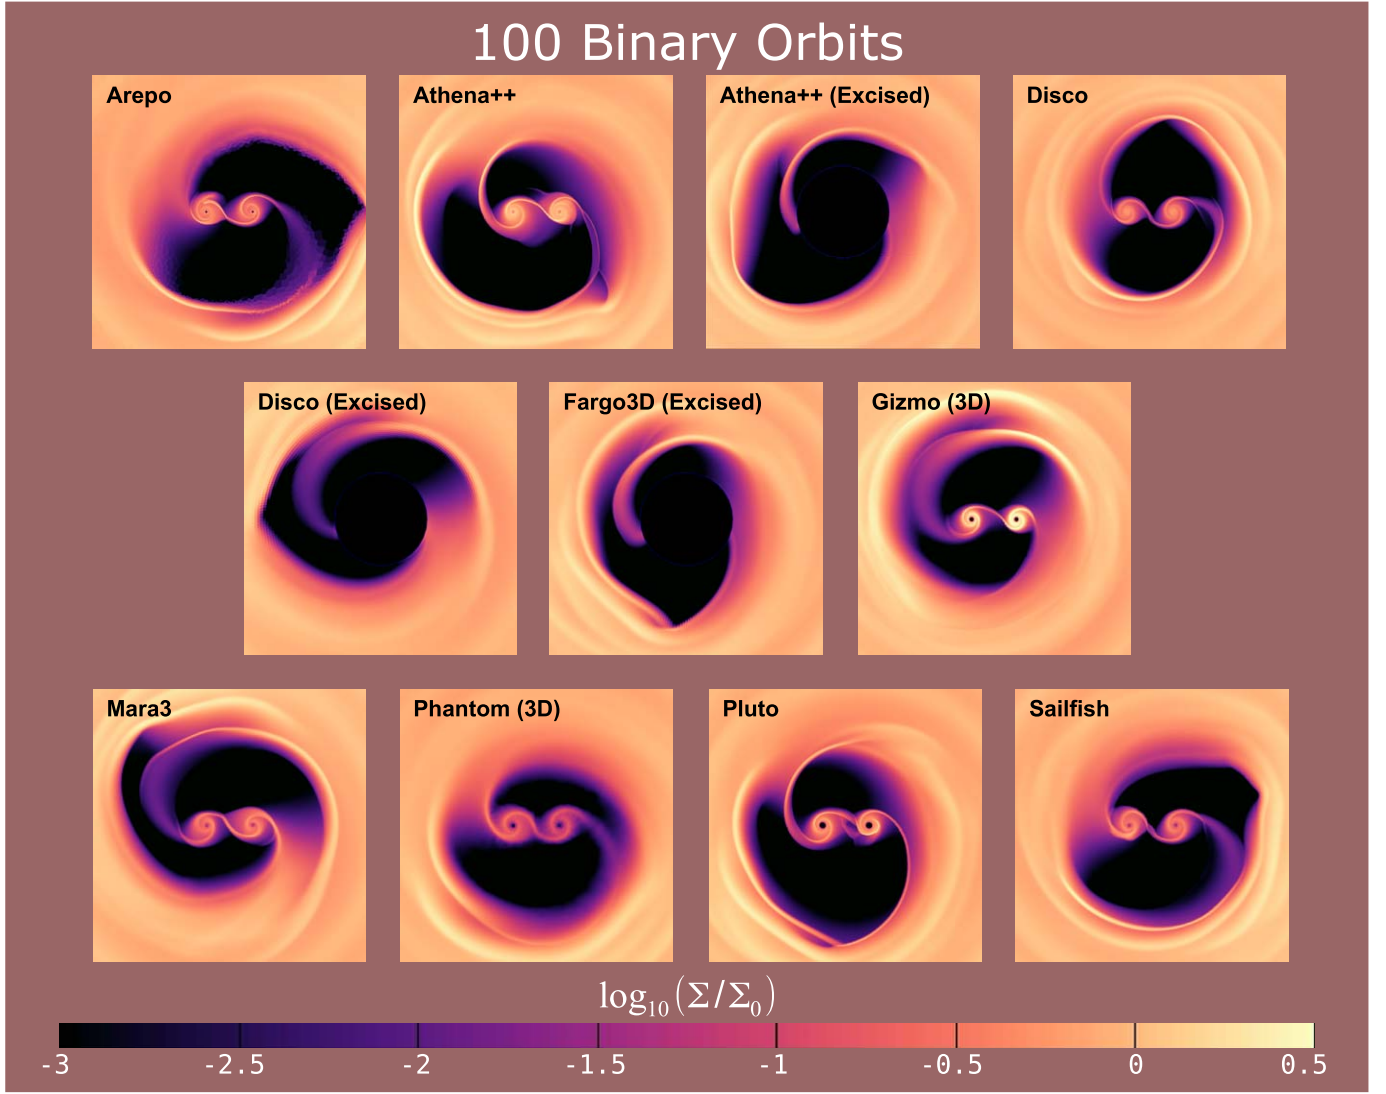 100 Binary Orbits
Arepo
Athena++
Athena++ (Excised)
Disco
Disco (Excised)
Fargo3D (Excised)
Gizmo (3D)
Mara3
Phantom (3D)
Pluto
Sailfish
log₁₀(Σ/Σ₀)
-3 -2.5 -2 -1.5 -1 -0.5 0 0.5